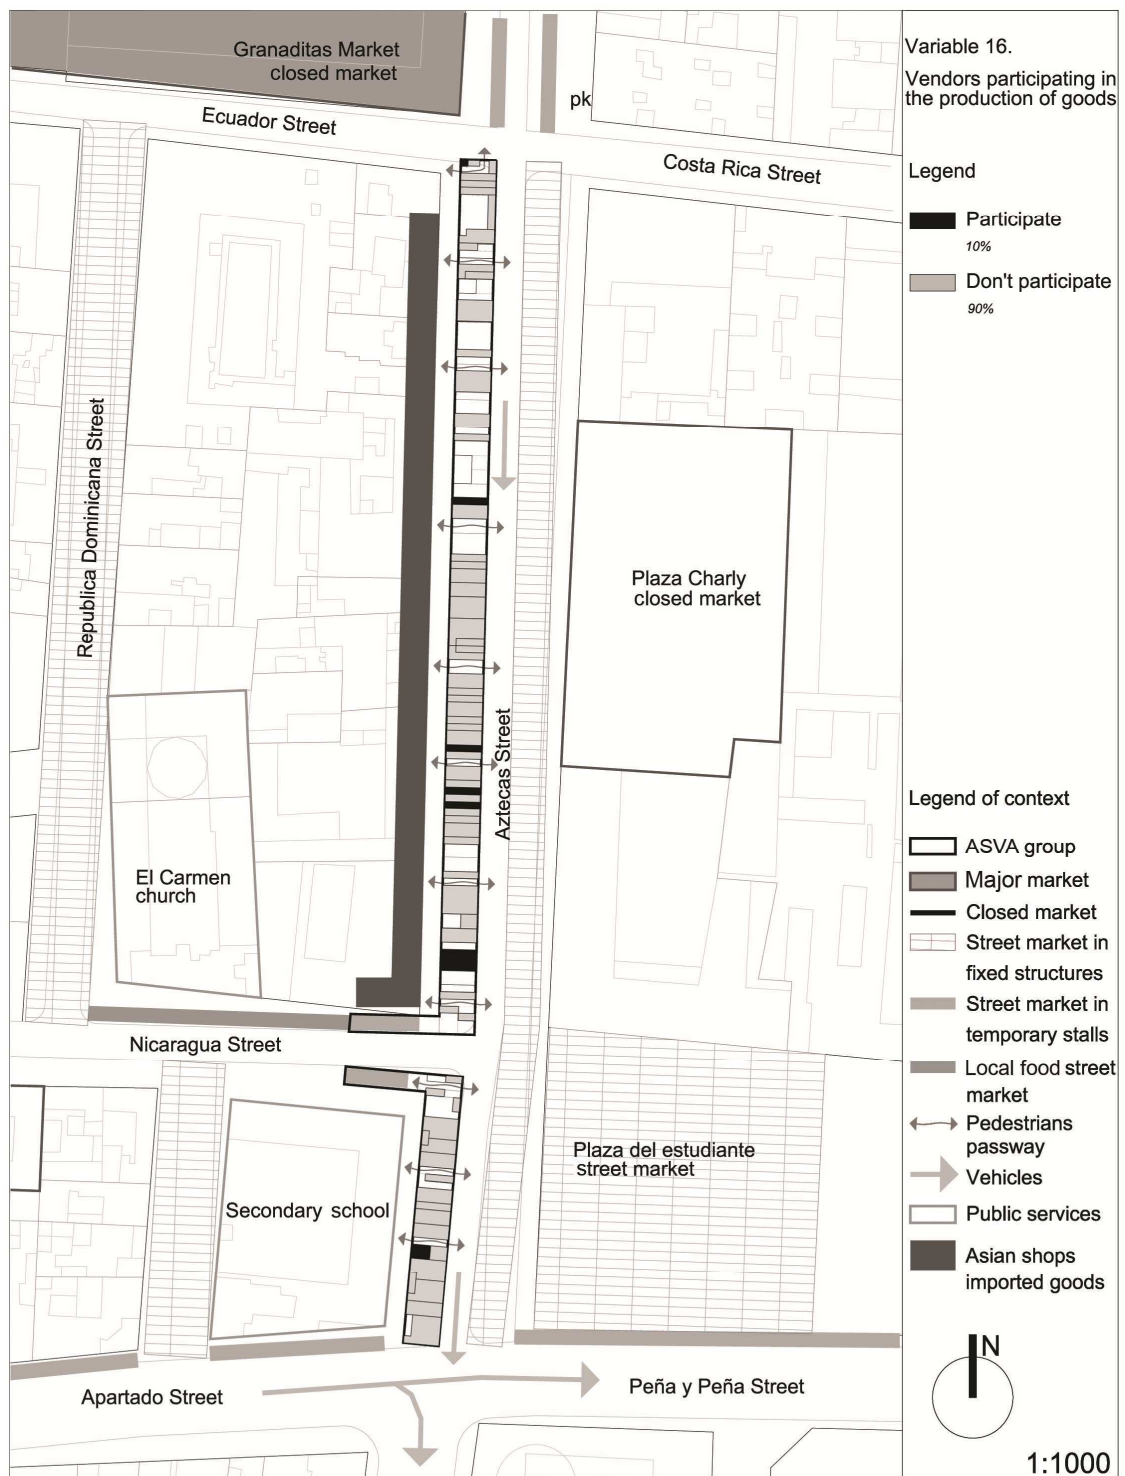 Granaditas Market
closed market
Ecuador Street
pk
Costa Rica Street
Republica Dominicana Street
Plaza Charly
closed market
Aztecas Street
El Carmen
church
Nicaragua Street
Plaza del estudiante
street market
Secondary school
Apartado Street
Peña y Peña Street
Variable 16.
Vendors participating in
the production of goods
Legend
Participate
10%
Don't participate
90%
Legend of context
ASVA group
Major market
Closed market
Street market in
fixed structures
Street market in
temporary stalls
Local food street
market
Pedestrians
passway
Vehicles
Public services
Asian shops
imported goods
N
1:1000